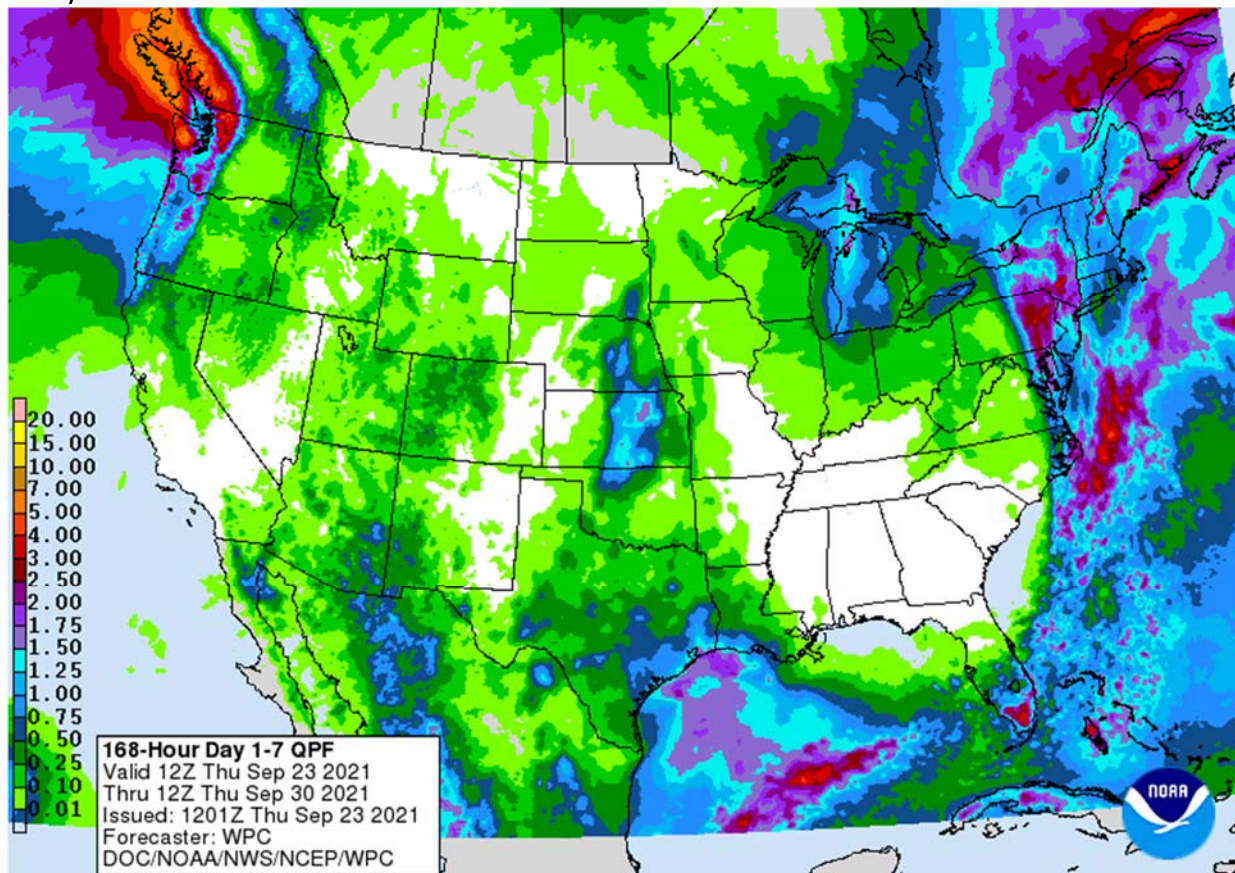 20.00
15.00
10.00
7.00
5.00
4.00
3.00
2.50
2.00
1.75
1.50
1.25
1.00
0.75
0.50
0.25
0.10
0.01
168-Hour Day 1-7 QPF
Valid 12Z Thu Sep 23 2021
Thru 12Z Thu Sep 30 2021
Issued: 1201Z Thu Sep 23 2021
Forecaster: WPC
DOC/NOAA/NWS/NCEP/WPC
NOAA